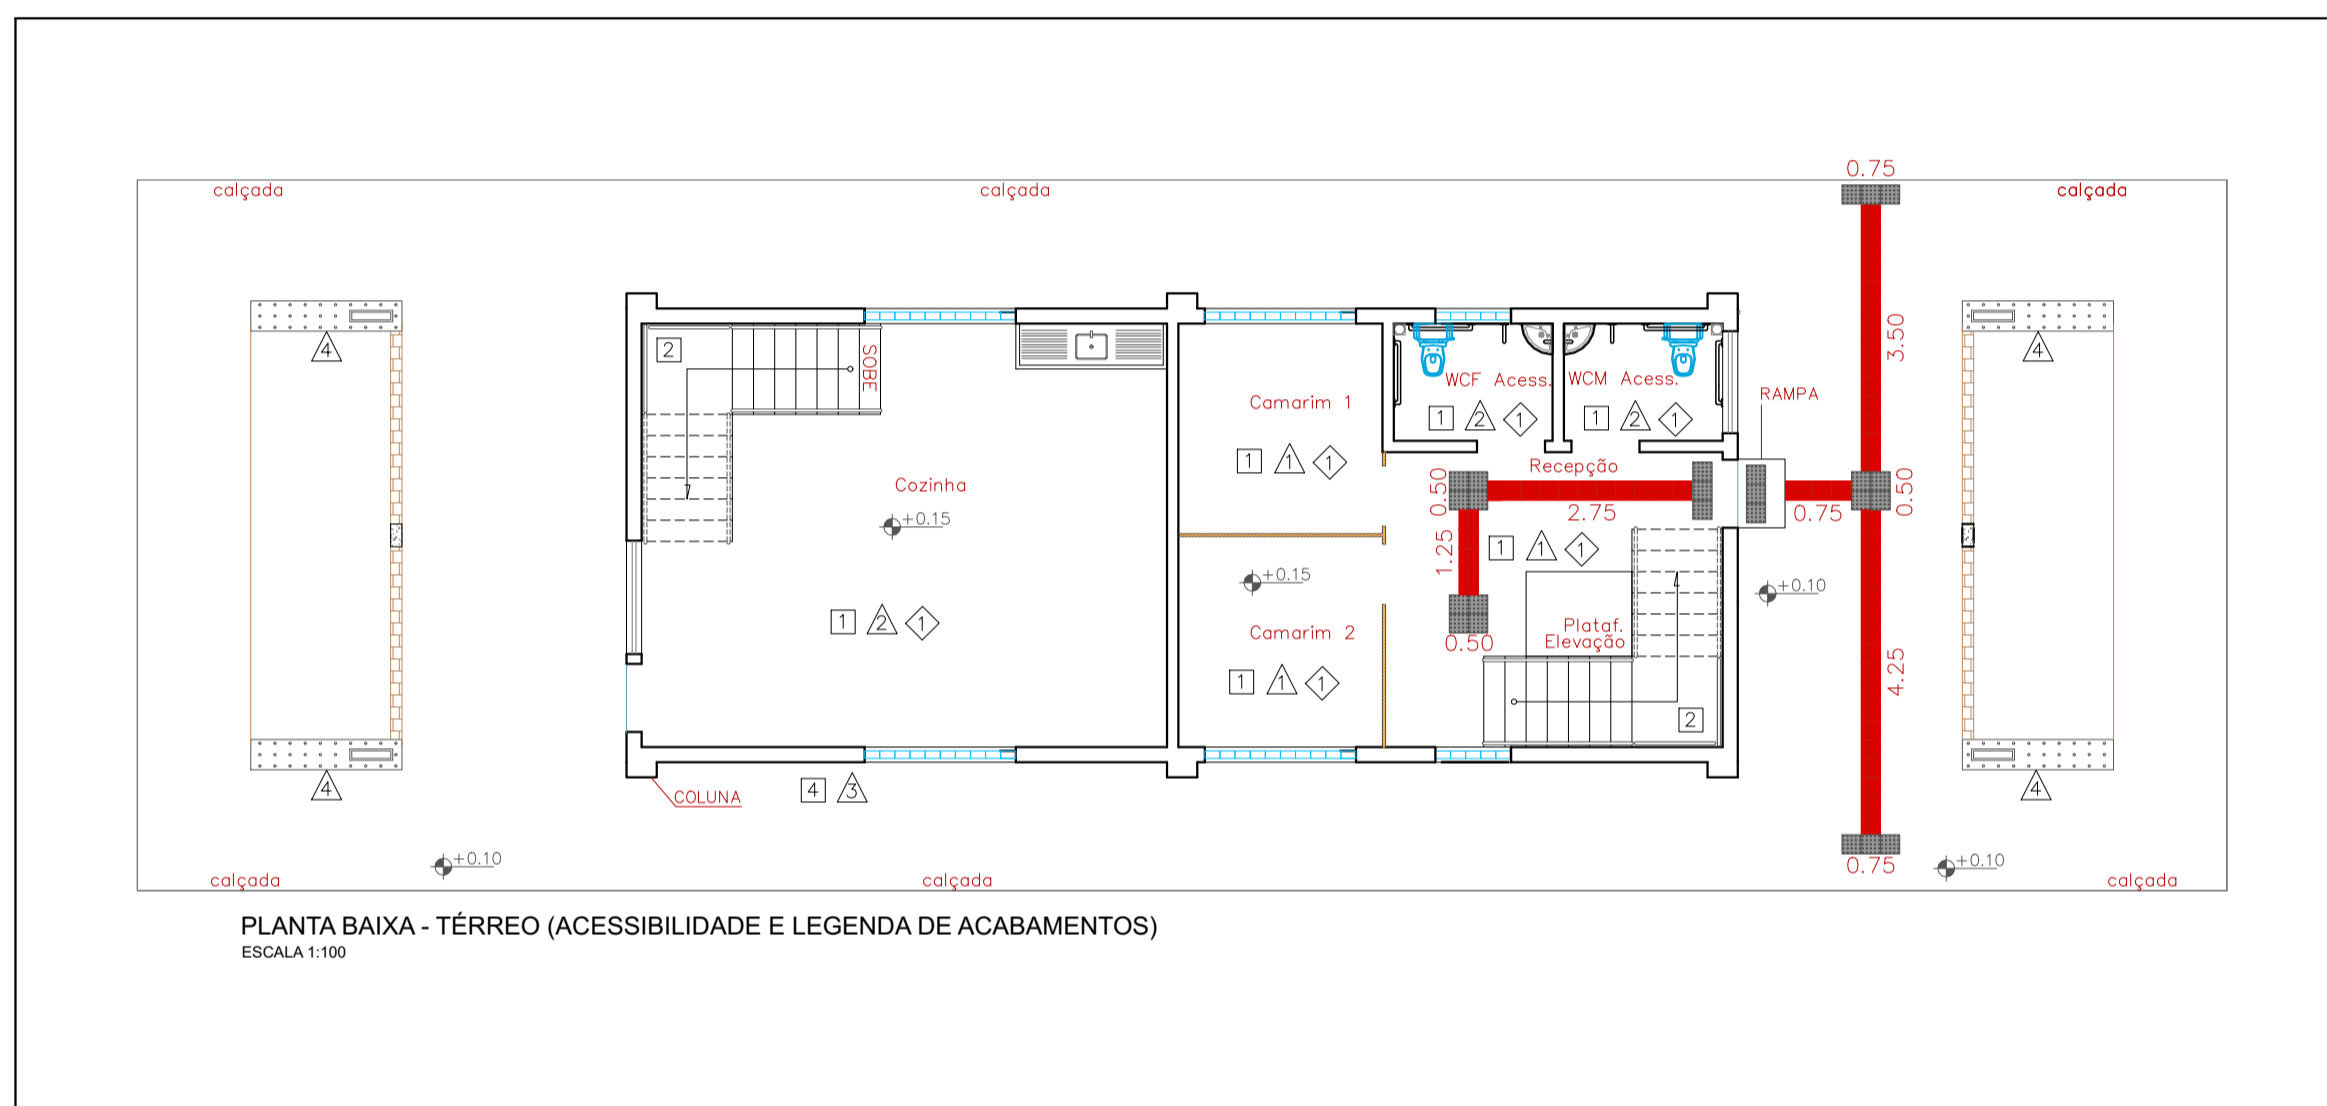 0.75
calçada
calçada
calçada
3.50
4
4
2
SOBE
WCF Acess.
WCM Acess.
RAMPA
Camarim 1
1 2 1
1 2 1
1 1 1
Recepção
Cozinha
0.50
2.75
0.75
0.50
+0.15
1.25
1 1 1
+0.15
+0.10
1 2 1
Camarim 2
Plataf.
Elevação
0.50
4.25
1 1 1
2
4
COLUNA
4 3
4
+0.10
0.75
+0.10
calçada
calçada
calçada
PLANTA BAIXA - TÉRREO (ACESSIBILIDADE E LEGENDA DE ACABAMENTOS)
ESCALA 1:100